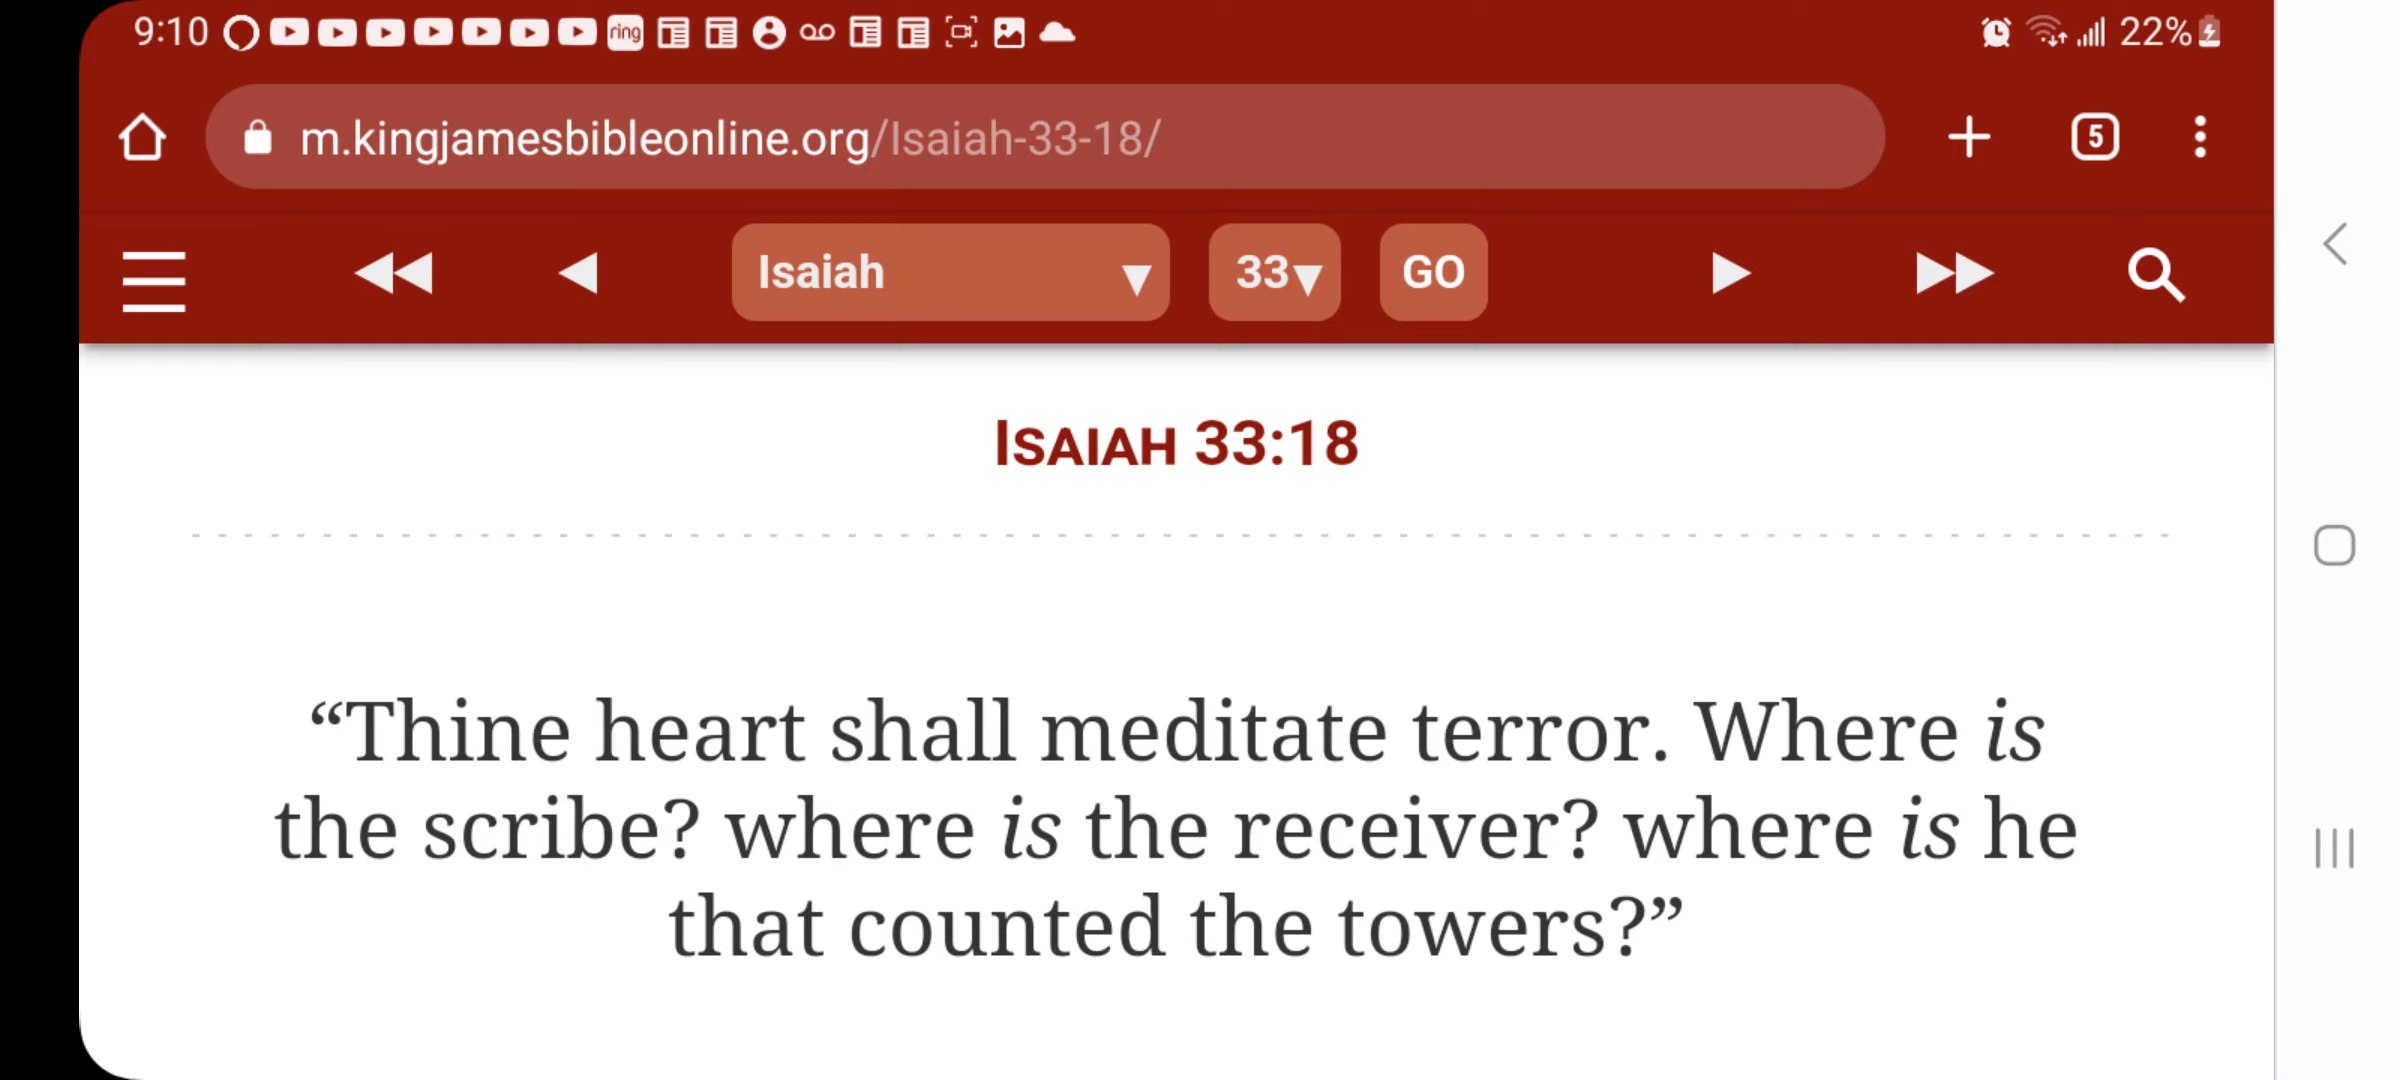 9:10 ring 22%
m.kingjamesbibleonline.org/Isaiah-33-18/ 5
Isaiah 33 GO
ISAIAH 33:18
“Thine heart shall meditate terror. Where is
the scribe? where is the receiver? where is he
that counted the towers?”